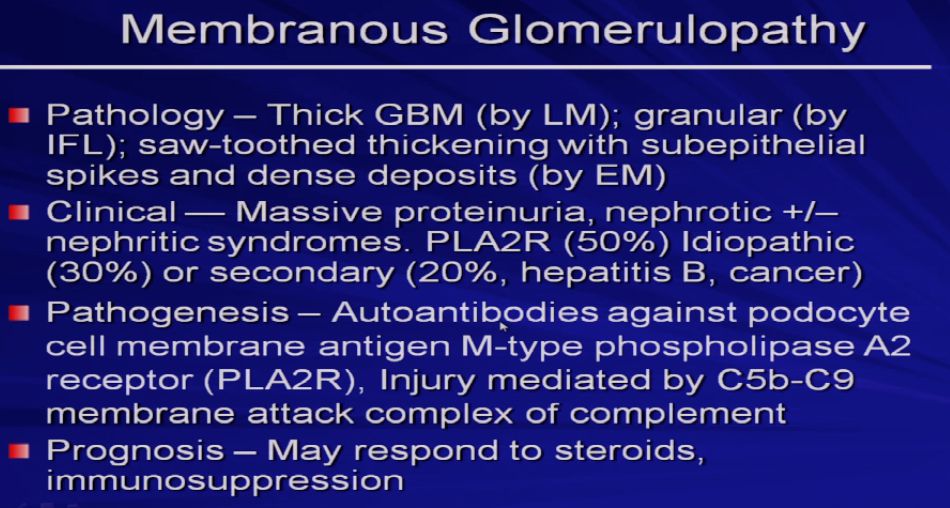 Membranous Glomerulopathy
Pathology – Thick GBM (by LM); granular (by
IFL); saw-toothed thickening with subepithelial
spikes and dense deposits (by EM)
Clinical — Massive proteinuria, nephrotic +/–
nephritic syndromes. PLA2R (50%) Idiopathic
(30%) or secondary (20%, hepatitis B, cancer)
Pathogenesis – Autoantibodies against podocyte
cell membrane antigen M-type phospholipase A2
receptor (PLA2R), Injury mediated by C5b-C9
membrane attack complex of complement
Prognosis – May respond to steroids,
immunosuppression